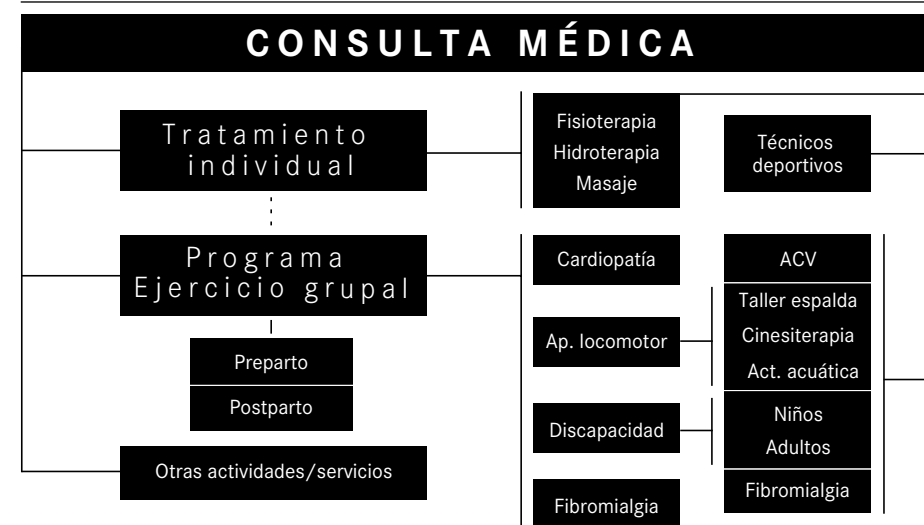 CONSULTA MÉDICA
Tratamiento
individual
Fisioterapia
Hidroterapia
Masaje
Técnicos
deportivos
Programa
Ejercicio grupal
Preparto
Postparto
Otras actividades/servicios
Cardiopatía
ACV
Ap. locomotor
Taller espalda
Cinesiterapia
Act. acuática
Discapacidad
Niños
Adultos
Fibromialgia
Fibromialgia